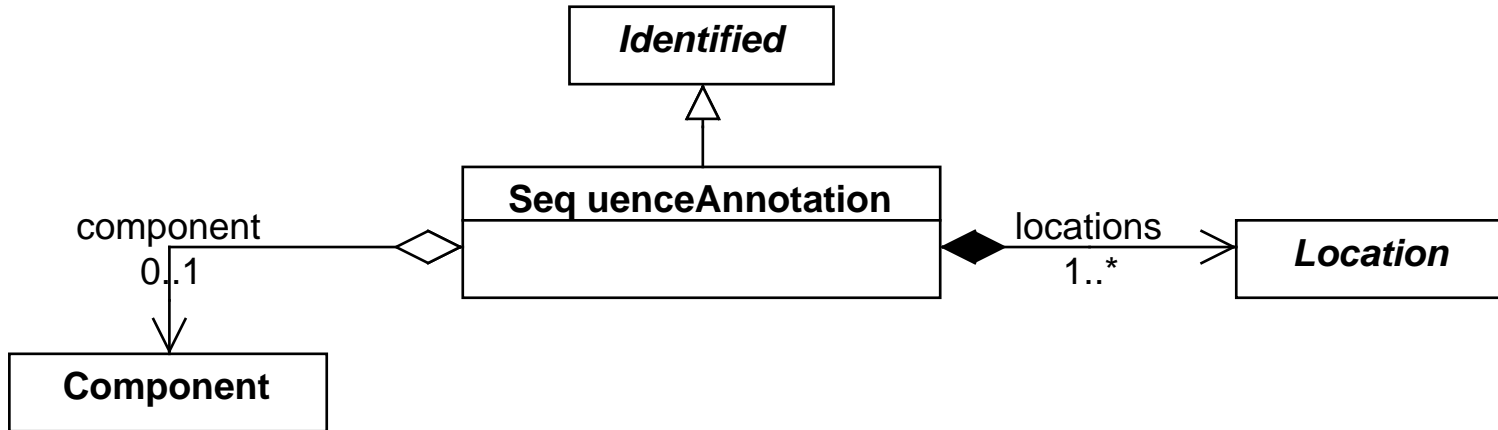 Identified
Seq uenceAnnotation
component
0..1
locations
1..*
Location
Component